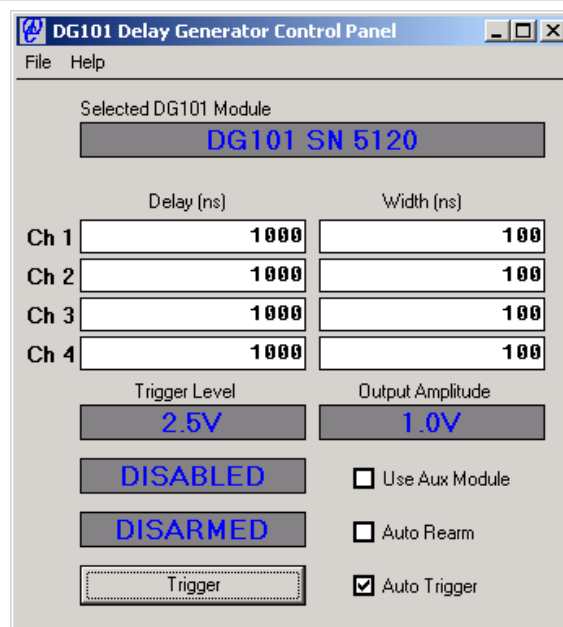 DG101 Delay Generator Control Panel
File Help
Selected DG101 Module
DG101 SN 5120
Delay (ns) Width (ns)
Ch 1 1000 100
Ch 2 1000 100
Ch 3 1000 100
Ch 4 1000 100
Trigger Level Output Amplitude
2.5V 1.0V
DISABLED Use Aux Module
DISARMED Auto Rearm
Trigger Auto Trigger